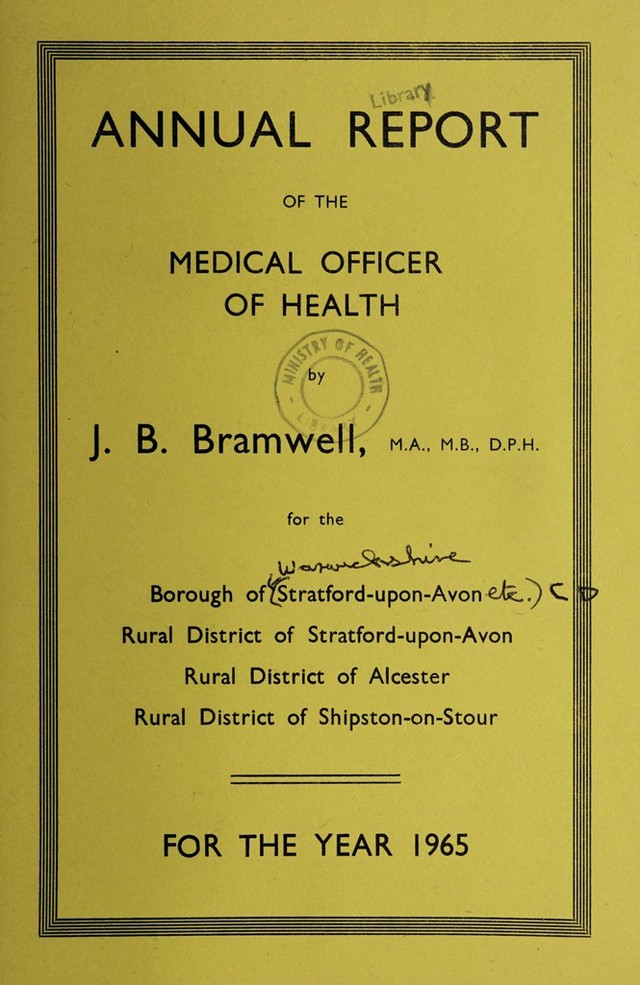 Library
ANNUAL REPORT
OF THE
MEDICAL OFFICER
OF HEALTH
MINISTRY OF HEALTH
LIBRARY
by
J. B. Bramwell, M.A., M.B., D.P.H.
for the
Warwickshire
Borough of (Stratford-upon-Avon etc.) C D
Rural District of Stratford-upon-Avon
Rural District of Alcester
Rural District of Shipston-on-Stour
FOR THE YEAR 1965